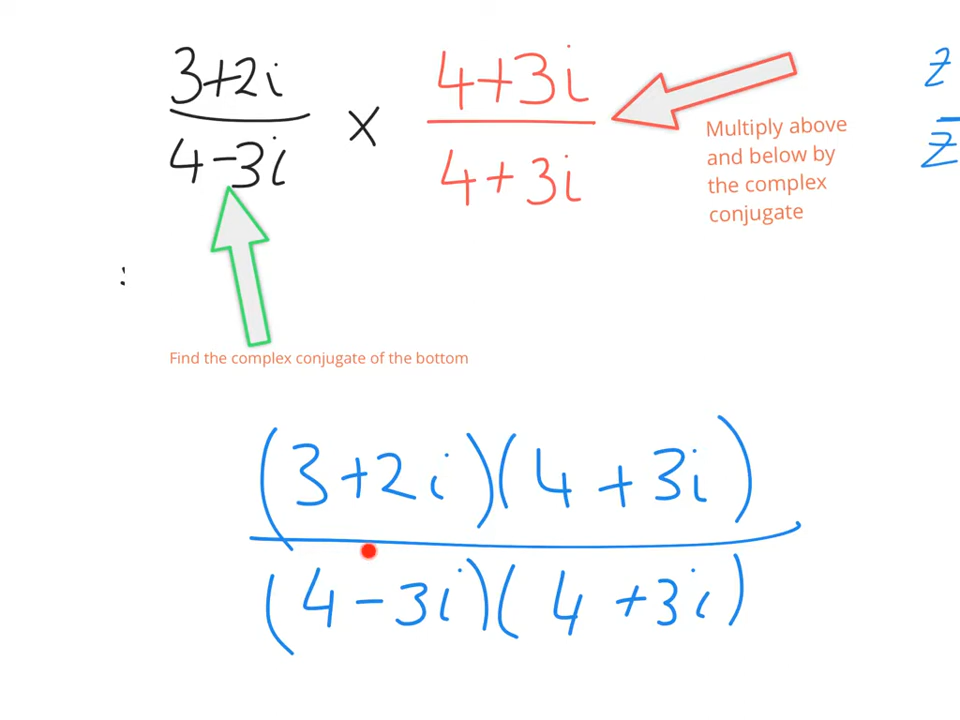 3+2i
4-3i
×
4+3i
4+3i
Multiply above
and below by
the complex
conjugate
z
z
:
Find the complex conjugate of the bottom
(3+2i)(4+3i)
(4-3i)(4+3i)